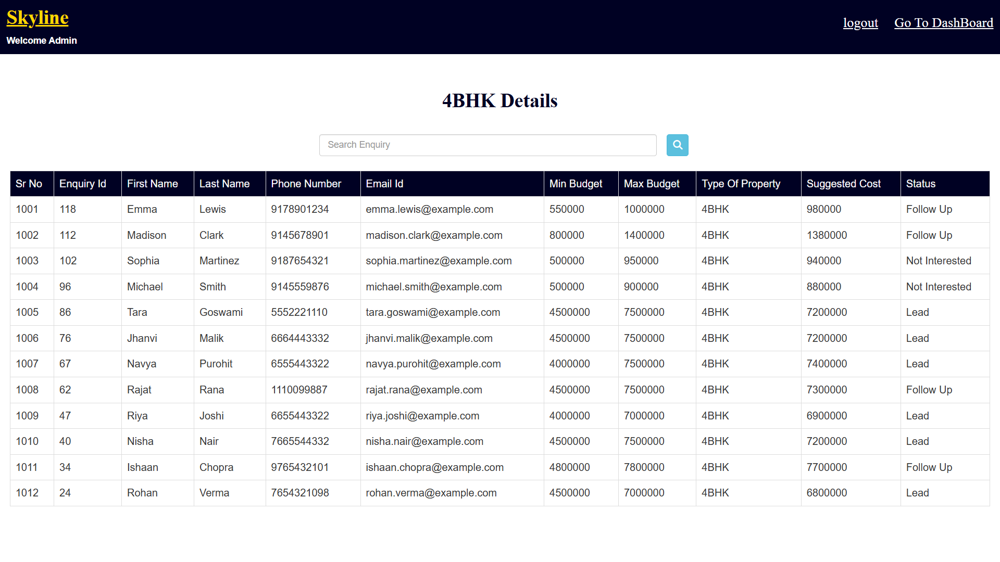 Skyline
Welcome Admin
logout Go To DashBoard
4BHK Details
Search Enquiry
Sr No Enquiry Id First Name Last Name Phone Number Email Id Min Budget Max Budget Type Of Property Suggested Cost Status
1001 118 Emma Lewis 9178901234 emma.lewis@example.com 550000 1000000 4BHK 980000 Follow Up
1002 112 Madison Clark 9145678901 madison.clark@example.com 800000 1400000 4BHK 1380000 Follow Up
1003 102 Sophia Martinez 9187654321 sophia.martinez@example.com 500000 950000 4BHK 940000 Not Interested
1004 96 Michael Smith 9145559876 michael.smith@example.com 500000 900000 4BHK 880000 Not Interested
1005 86 Tara Goswami 5552221110 tara.goswami@example.com 4500000 7500000 4BHK 7200000 Lead
1006 76 Jhanvi Malik 6664443332 jhanvi.malik@example.com 4500000 7500000 4BHK 7200000 Lead
1007 67 Navya Purohit 6555443322 navya.purohit@example.com 4000000 7500000 4BHK 7400000 Lead
1008 62 Rajat Rana 1110099887 rajat.rana@example.com 4500000 7500000 4BHK 7300000 Follow Up
1009 47 Riya Joshi 6655443322 riya.joshi@example.com 4000000 7000000 4BHK 6900000 Lead
1010 40 Nisha Nair 7665544332 nisha.nair@example.com 4500000 7500000 4BHK 7200000 Lead
1011 34 Ishaan Chopra 9765432101 ishaan.chopra@example.com 4800000 7800000 4BHK 7700000 Follow Up
1012 24 Rohan Verma 7654321098 rohan.verma@example.com 4500000 7000000 4BHK 6800000 Lead